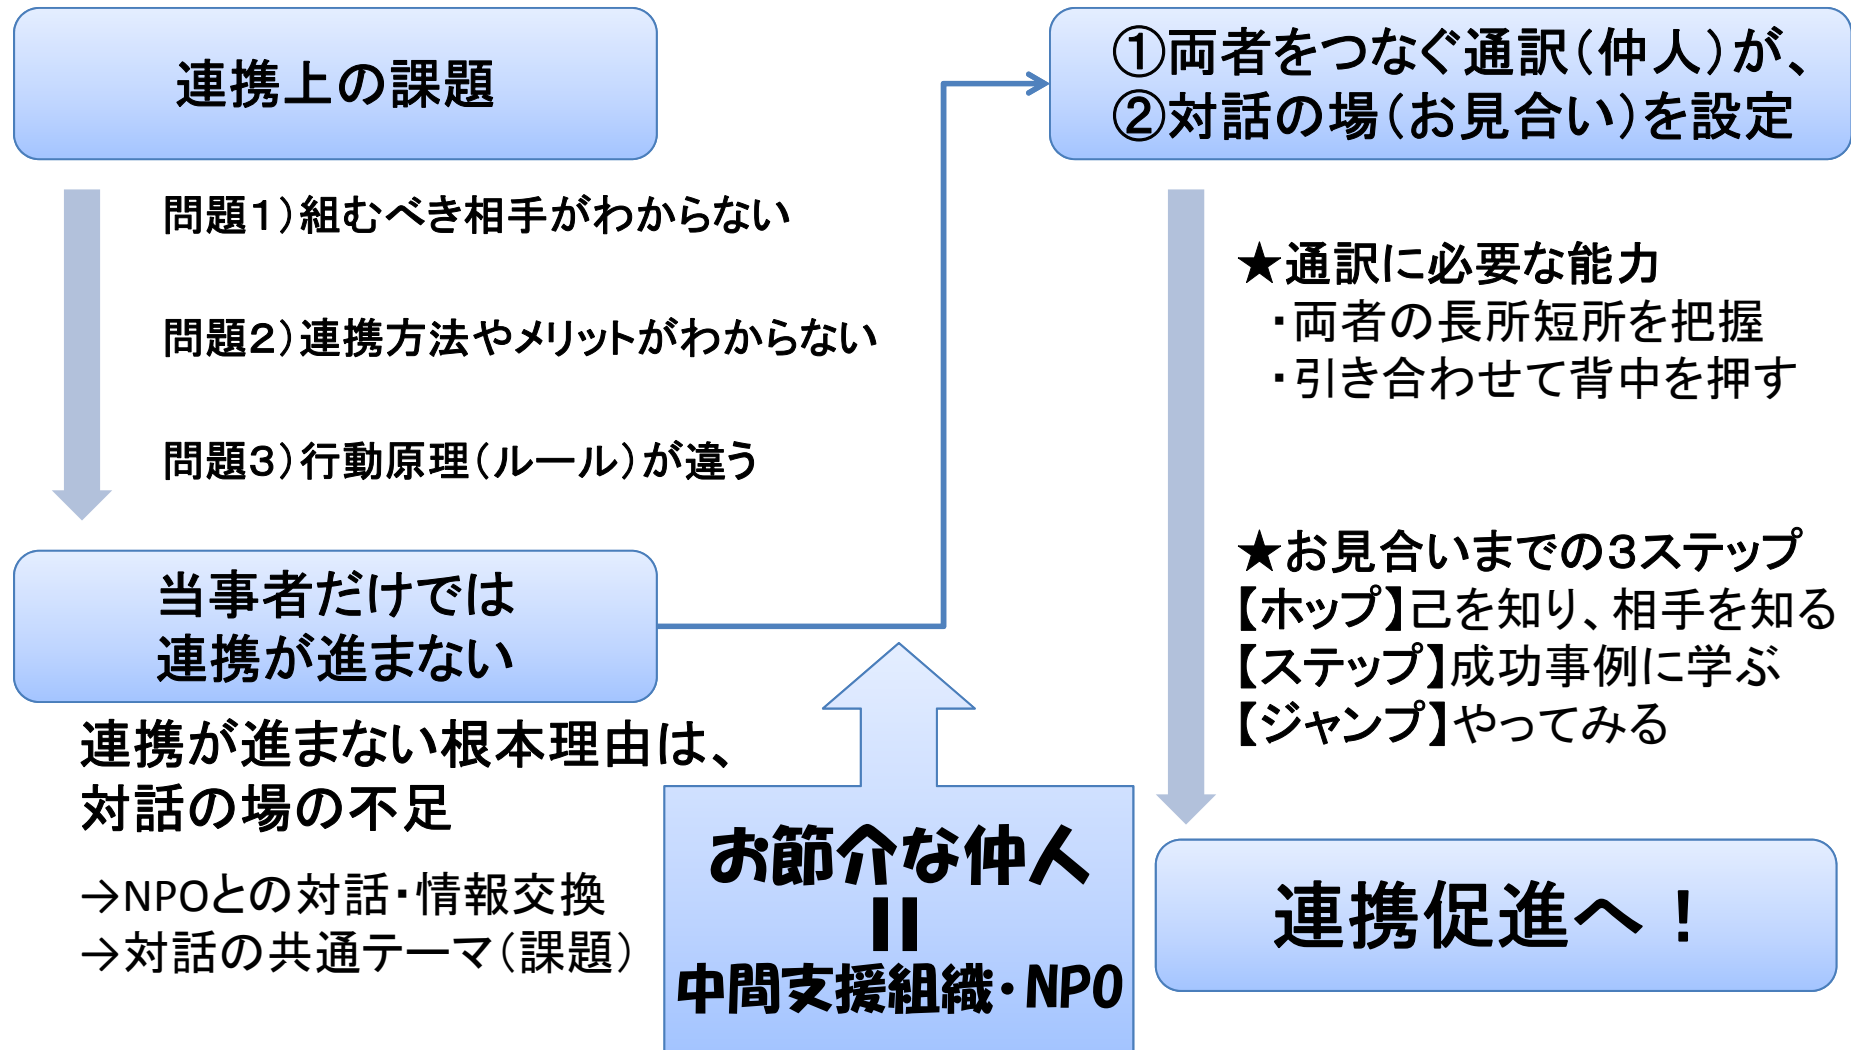 連携上の課題
問題1)組むべき相手がわからない
問題2)連携方法やメリットがわからない
問題3)行動原理(ルール)が違う
当事者だけでは
連携が進まない
連携が進まない根本理由は、
対話の場の不足
→NPOとの対話・情報交換
→対話の共通テーマ(課題)
お節介な仲人
=
中間支援組織・NPO
①両者をつなぐ通訳(仲人)が、
②対話の場(お見合い)を設定
★通訳に必要な能力
・両者の長所短所を把握
・引き合わせて背中を押す
★お見合いまでの3ステップ
【ホップ】己を知り、相手を知る
【ステップ】成功事例に学ぶ
【ジャンプ】やってみる
連携促進へ!